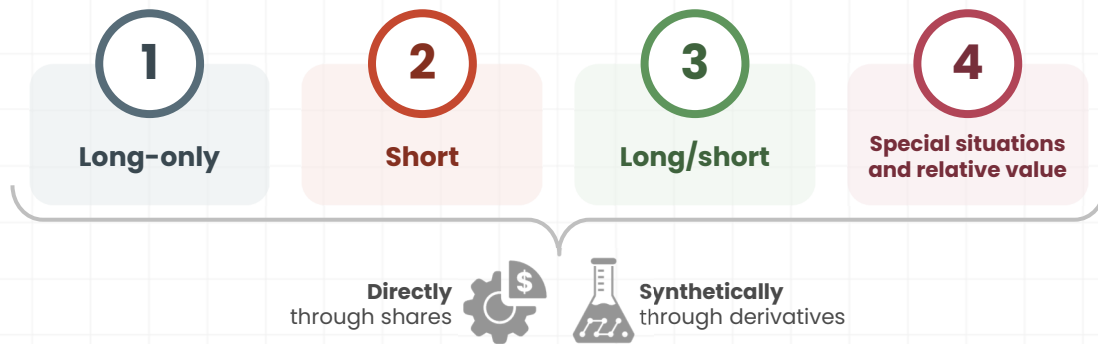 1
Long-only
2
Short
3
Long/short
4
Special situations
and relative value
Directly
through shares
$
Synthetically
through derivatives